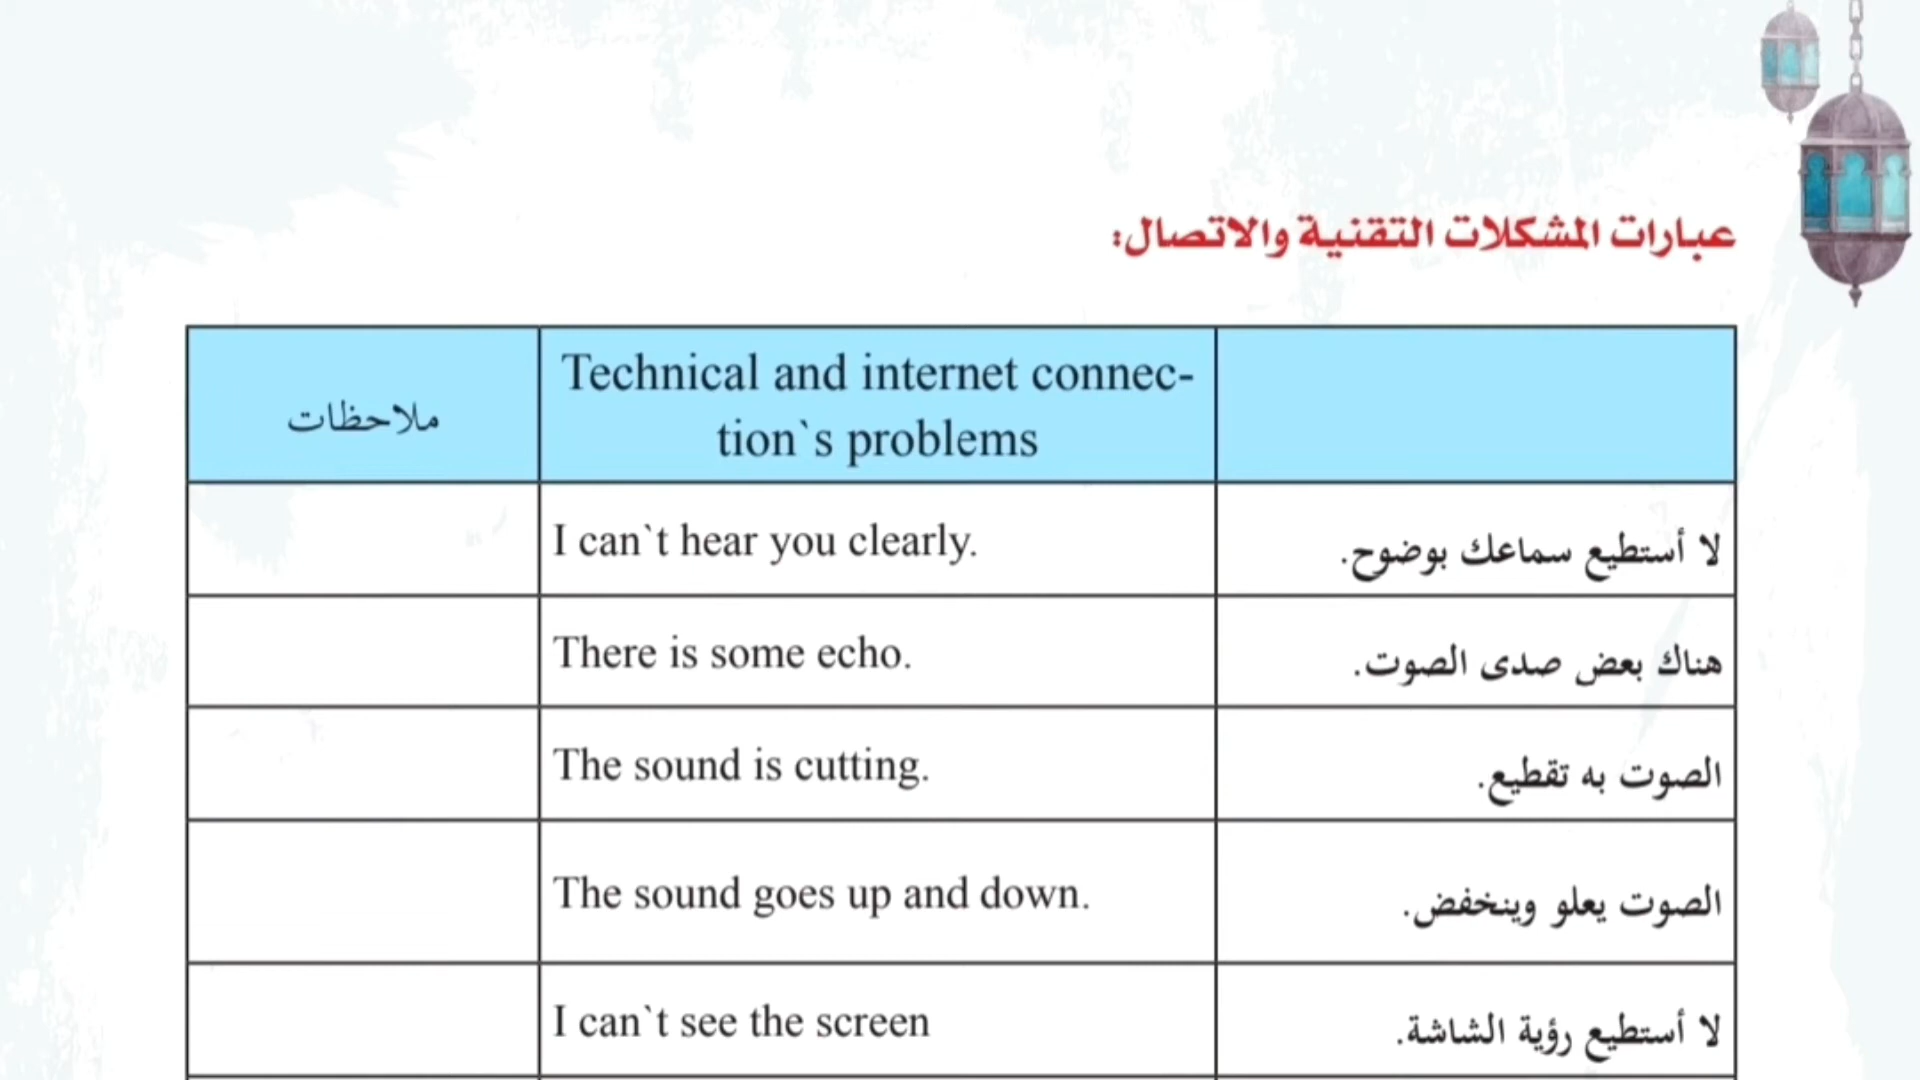 عبارات المشكلات التقنية والاتصال:
Technical and internet connec-
tion`s problems
ملاحظات
لا أستطيع سماعك بوضوح.
I can`t hear you clearly.
هناك بعض صدى الصوت.
There is some echo.
الصوت به تقطيع.
The sound is cutting.
الصوت يعلو وينخفض.
The sound goes up and down.
لا أستطيع رؤية الشاشة.
I can`t see the screen